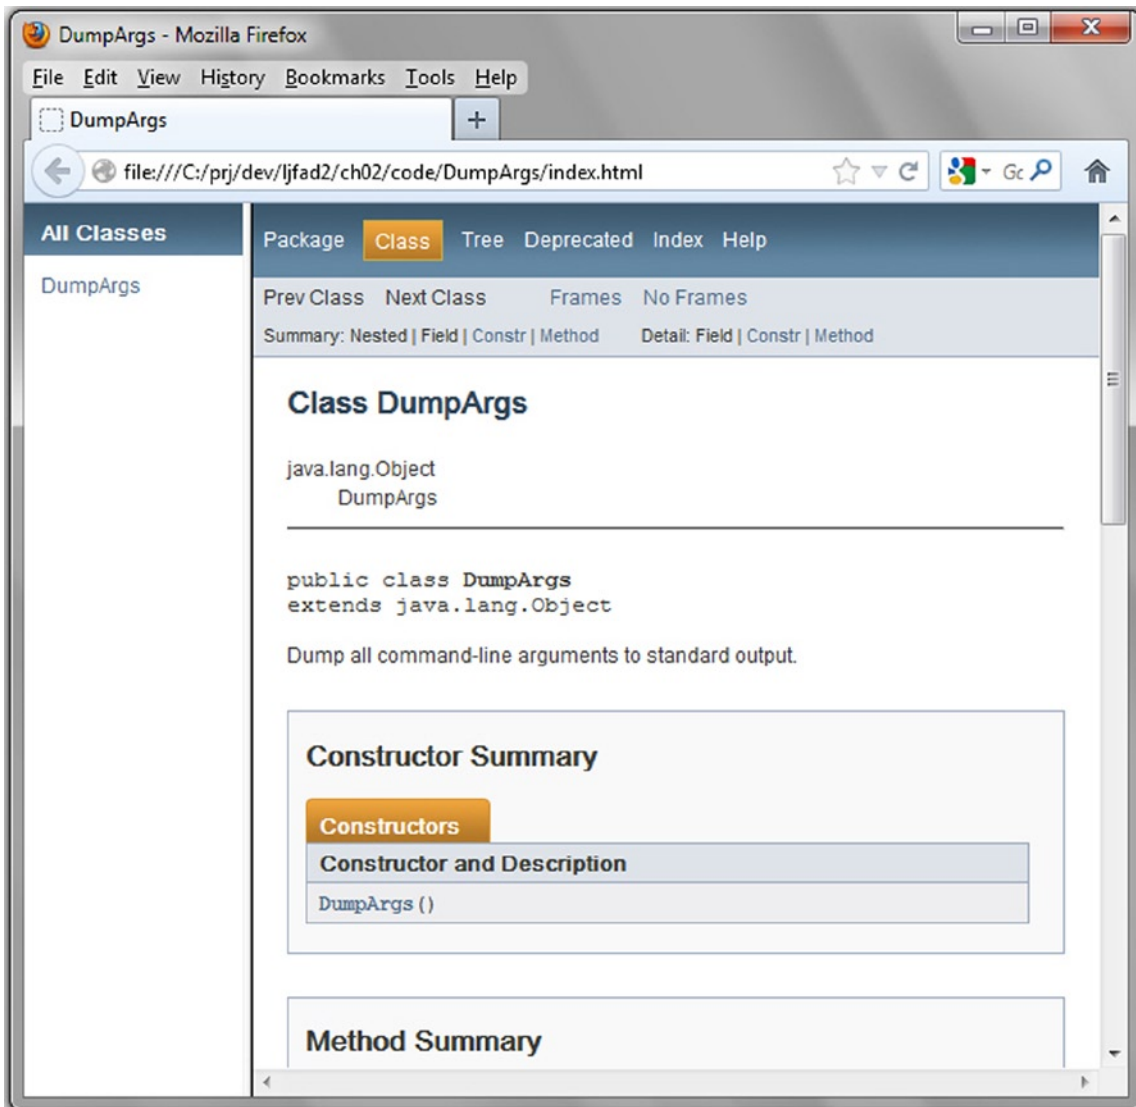 DumpArgs - Mozilla Firefox
File Edit View History Bookmarks Tools Help
DumpArgs +
file:///C:/prj/dev/ljfad2/ch02/code/DumpArgs/index.html Gc
All Classes
DumpArgs
Package Class Tree Deprecated Index Help
Prev Class Next Class Frames No Frames
Summary: Nested | Field | Constr | Method Detail: Field | Constr | Method
Class DumpArgs
java.lang.Object
DumpArgs
public class DumpArgs
extends java.lang.Object
Dump all command-line arguments to standard output.
Constructor Summary
Constructors
Constructor and Description
DumpArgs()
Method Summary